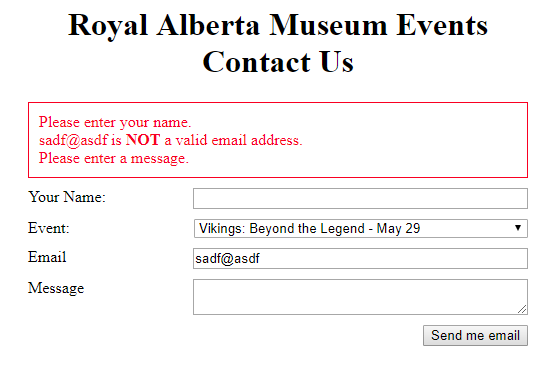 Royal Alberta Museum Events
Contact Us
Please enter your name.
sadf@asdf is NOT a valid email address.
Please enter a message.
Your Name:
Event: Vikings: Beyond the Legend - May 29
Email sadf@asdf
Message
Send me email